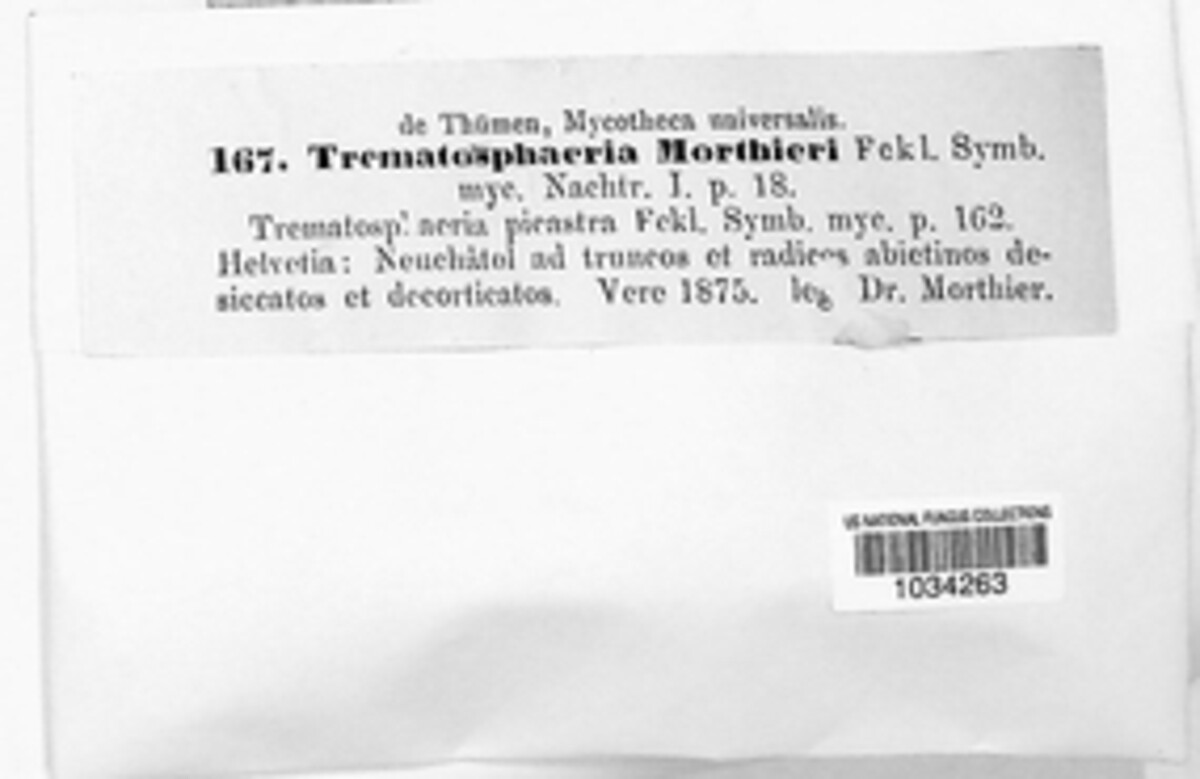 de Thümen, Mycotheca universalis.
167. Trematosphaeria Morthieri Fckl. Symb.
myc. Nachtr. I. p. 18.
Trematosphaeria picastra Fckl. Symb. myc. p. 162.
Helvetia: Neuchâtel ad truncos et radices abietinos de-
siccatos et decorticatos. Vere 1875. leg. Dr. Morthier.
US NATIONAL FUNGUS COLLECTIONS
1034263